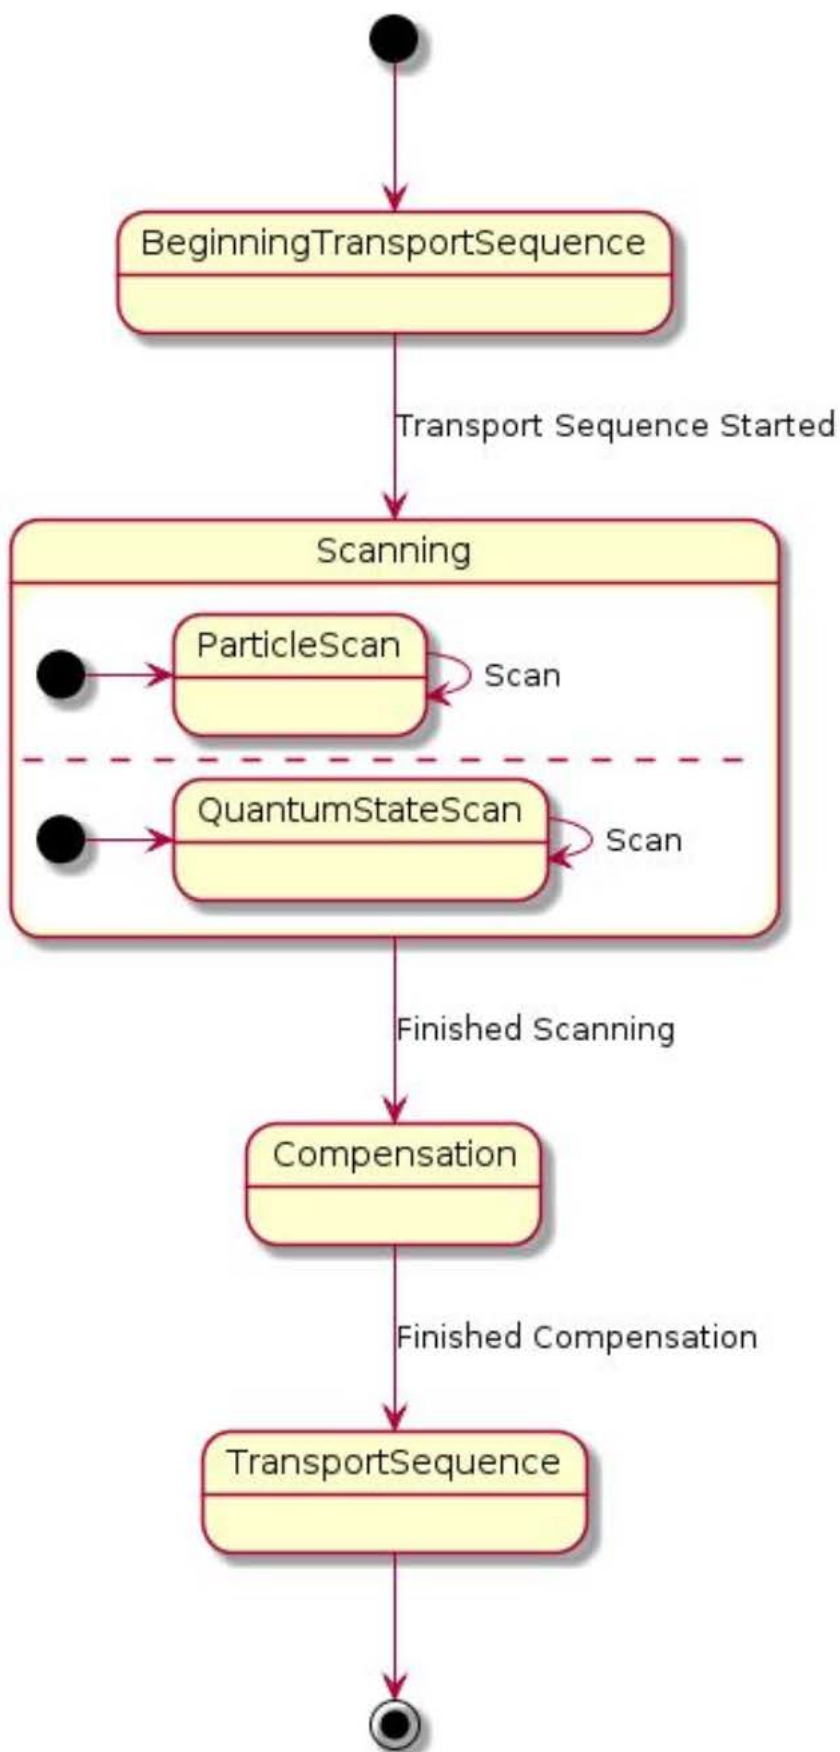 BeginningTransportSequence
Transport Sequence Started
Scanning
ParticleScan
Scan
QuantumStateScan
Scan
Finished Scanning
Compensation
Finished Compensation
TransportSequence